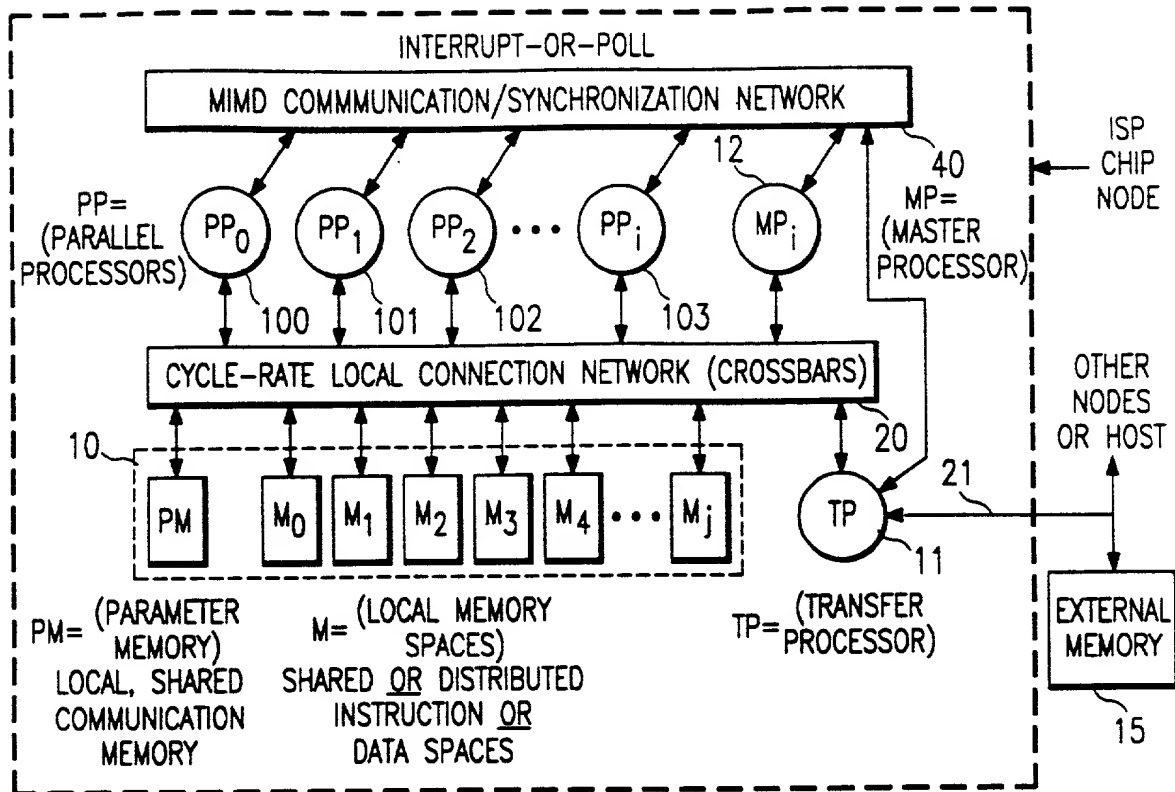 INTERRUPT-OR-POLL
MIMD COMMMUNICATION/SYNCHRONIZATION NETWORK
40
ISP
CHIP
NODE
PP=
(PARALLEL
PROCESSORS)
PP0
PP1
PP2
PPi
12
MPi
MP=
(MASTER
PROCESSOR)
100
101
102
103
CYCLE-RATE LOCAL CONNECTION NETWORK (CROSSBARS)
20
OTHER
NODES
OR HOST
10
PM
M0
M1
M2
M3
M4
Mj
TP
11
21
PM= (PARAMETER
MEMORY)
LOCAL, SHARED
COMMUNICATION
MEMORY
M= (LOCAL MEMORY
SPACES)
SHARED OR DISTRIBUTED
INSTRUCTION OR
DATA SPACES
TP= (TRANSFER
PROCESSOR)
EXTERNAL
MEMORY
15